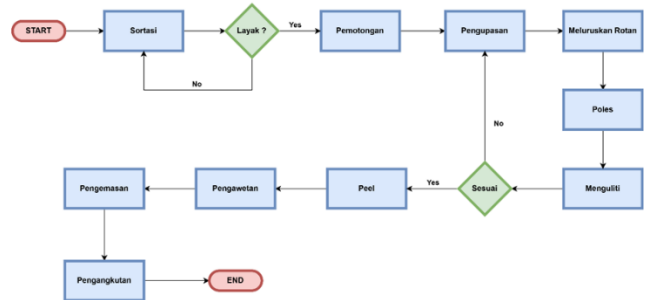 START
Sortasi
Layak ?
Yes
Pemotongan
Pengupasan
Meluruskan Rotan
No
Poles
No
Pengemasan
Pengawetan
Peel
Yes
Sesuai
Menguliti
Pengangkutan
END